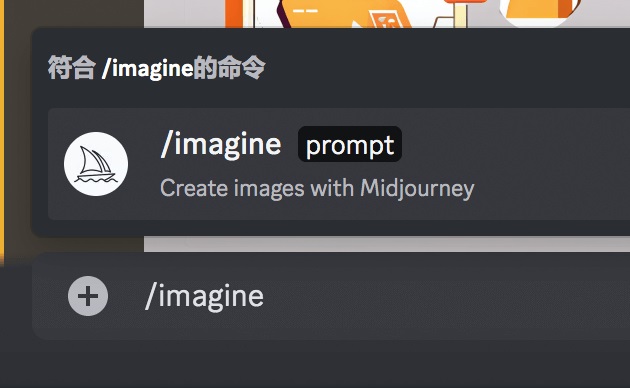 符合 /imagine的命令
/imagine prompt
Create images with Midjourney
/imagine